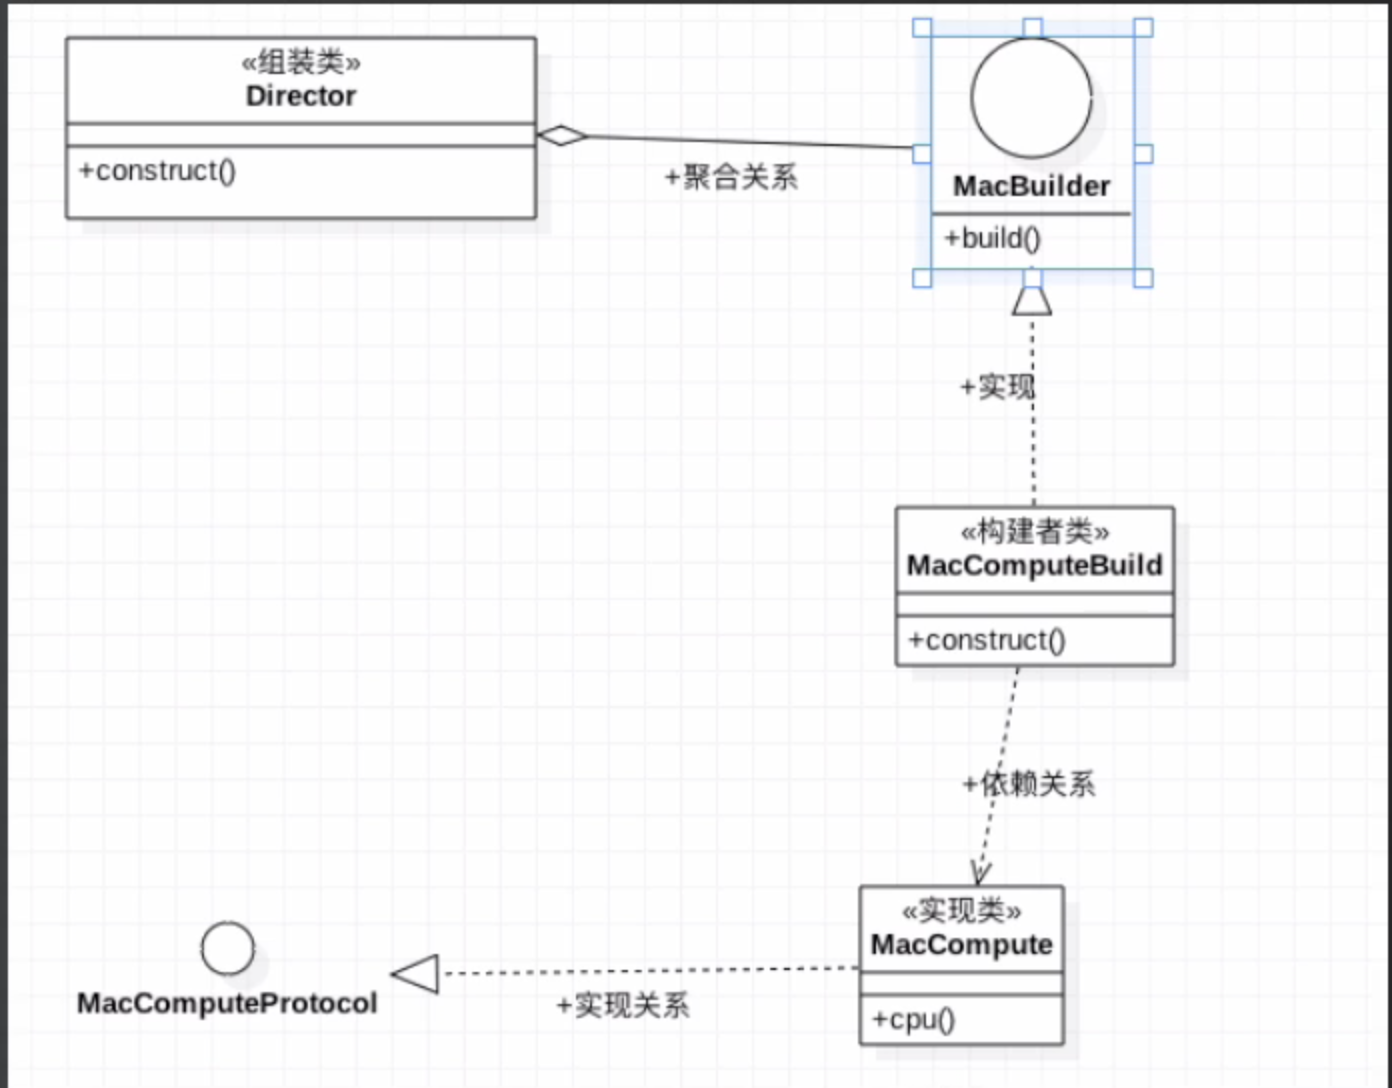 «组装类»
Director
+construct()
+聚合关系
MacBuilder
+build()
+实现
«构建者类»
MacComputeBuild
+construct()
+依赖关系
«实现类»
MacCompute
+cpu()
+实现关系
MacComputeProtocol